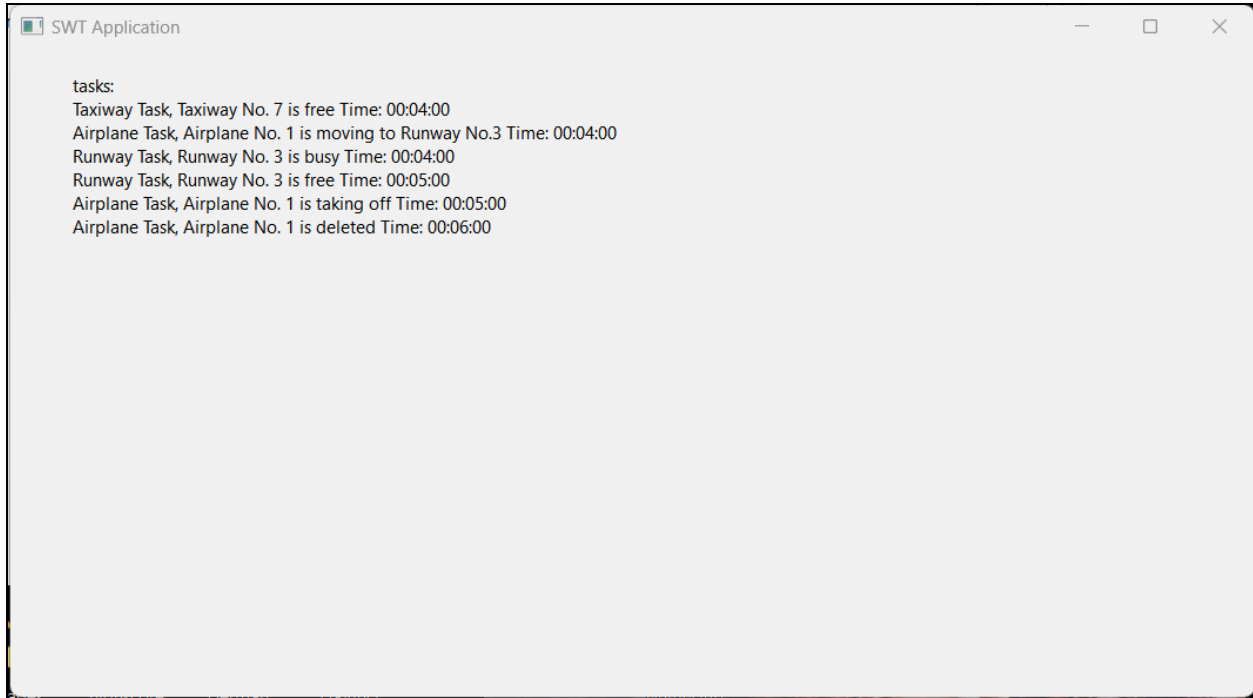 SWT Application
tasks:
Taxiway Task, Taxiway No. 7 is free Time: 00:04:00
Airplane Task, Airplane No. 1 is moving to Runway No.3 Time: 00:04:00
Runway Task, Runway No. 3 is busy Time: 00:04:00
Runway Task, Runway No. 3 is free Time: 00:05:00
Airplane Task, Airplane No. 1 is taking off Time: 00:05:00
Airplane Task, Airplane No. 1 is deleted Time: 00:06:00